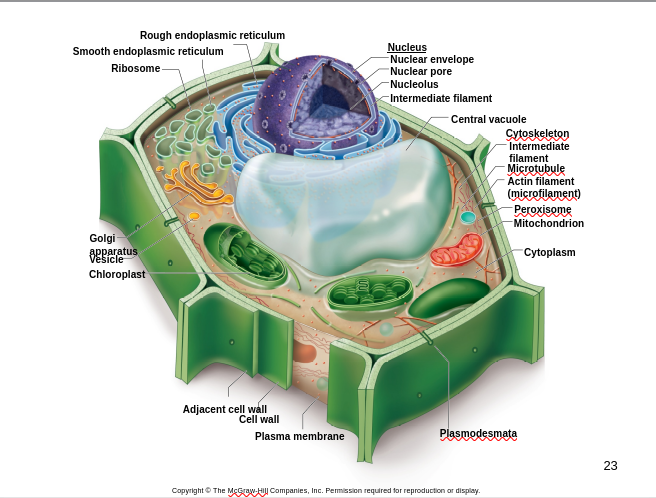 Rough endoplasmic reticulum
Smooth endoplasmic reticulum
Ribosome
Nucleus
Nuclear envelope
Nuclear pore
Nucleolus
Intermediate filament
Central vacuole
Cytoskeleton
Intermediate
filament
Microtubule
Actin filament
(microfilament)
Peroxisome
Mitochondrion
Cytoplasm
Golgi
apparatus
Vesicle
Chloroplast
Adjacent cell wall
Cell wall
Plasma membrane
Plasmodesmata
23
Copyright © The McGraw-Hill Companies, Inc. Permission required for reproduction or display.